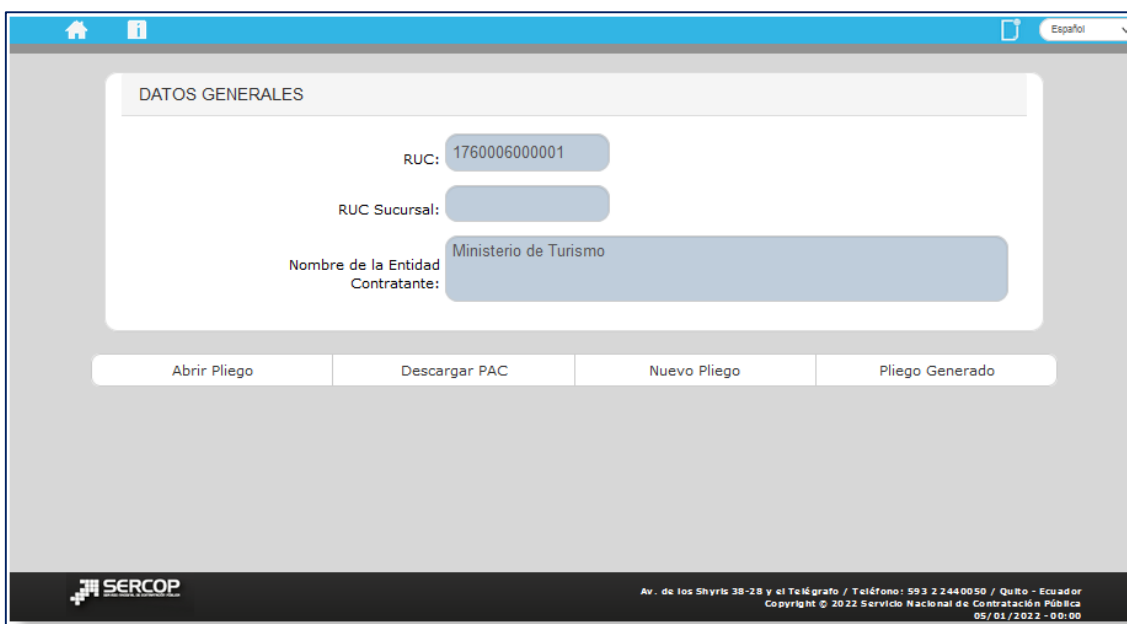 Español
DATOS GENERALES
RUC:
1760006000001
RUC Sucursal:
Nombre de la Entidad
Contratante:
Ministerio de Turismo
Abrir Pliego
Descargar PAC
Nuevo Pliego
Pliego Generado
SERCOP
Av. de los Shyris 38-28 y el Telégrafo / Teléfono: 593 2 2440050 / Quito - Ecuador
Copyright © 2022 Servicio Nacional de Contratación Pública
05/01/2022 - 00:00